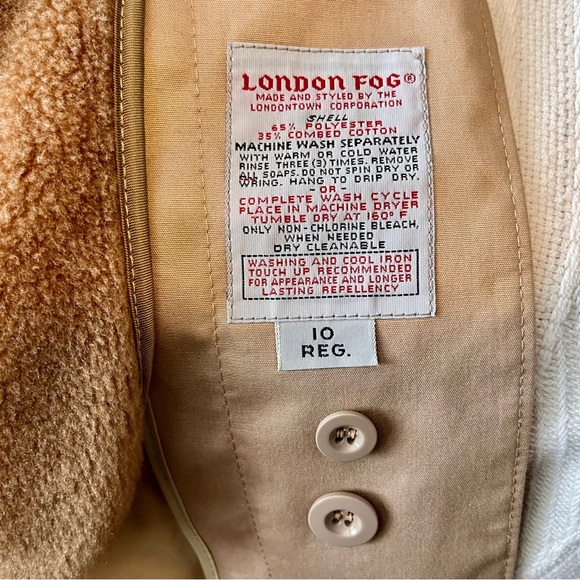 LONDON FOG®
MADE AND STYLED BY THE
LONDONTOWN CORPORATION
SHELL
65% POLYESTER
35% COMBED COTTON
MACHINE WASH SEPARATELY
WITH WARM OR COLD WATER
RINSE THREE (3) TIMES. REMOVE
ALL SOAPS. DO NOT SPIN DRY OR
WRING. HANG TO DRIP DRY.
-OR-
COMPLETE WASH CYCLE
PLACE IN MACHINE DRYER
TUMBLE DRY AT 160° F
ONLY NON-CHLORINE BLEACH,
WHEN NEEDED
DRY CLEANABLE
WASHING AND COOL IRON
TOUCH UP RECOMMENDED
FOR APPEARANCE AND LONGER
LASTING REPELLENCY
10
REG.